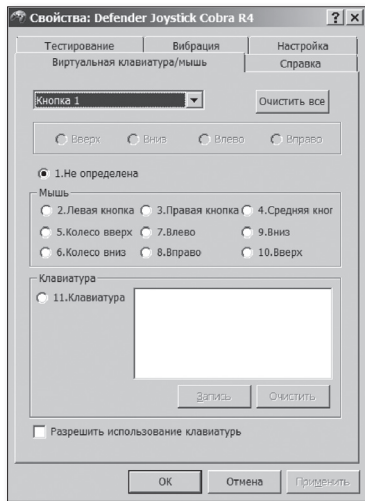 Свойства: Defender Joystick Cobra R4
Тестирование Вибрация Настройка
Виртуальная клавиатура/мышь Справка
Кнопка 1 Очистить все
Вверх Вниз Влево Вправо
1.Не определена
Мышь
2.Левая кнопка 3.Правая кнопка 4.Средняя кног
5.Колесо вверх 7.Влево 9.Вниз
6.Колесо вниз 8.Вправо 10.Вверх
Клавиатура
11.Клавиатура
Запись Очистить
Разрешить использование клавиатурь
ОК Отмена Применить